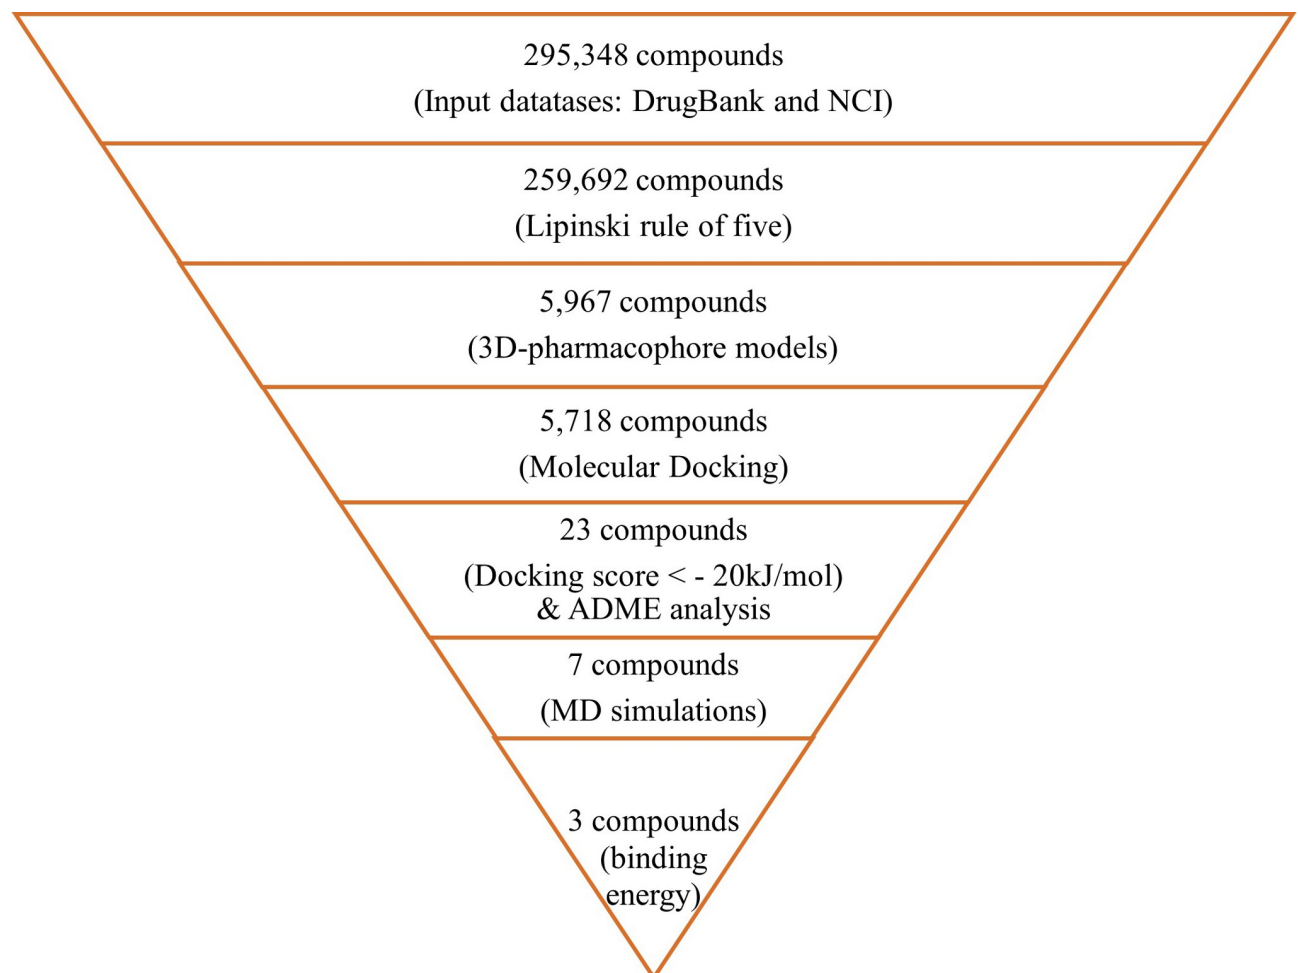 295,348 compounds
(Input datatases: DrugBank and NCI)
259,692 compounds
(Lipinski rule of five)
5,967 compounds
(3D-pharmacophore models)
5,718 compounds
(Molecular Docking)
23 compounds
(Docking score < - 20kJ/mol)
& ADME analysis
7 compounds
(MD simulations)
3 compounds
(binding
energy)